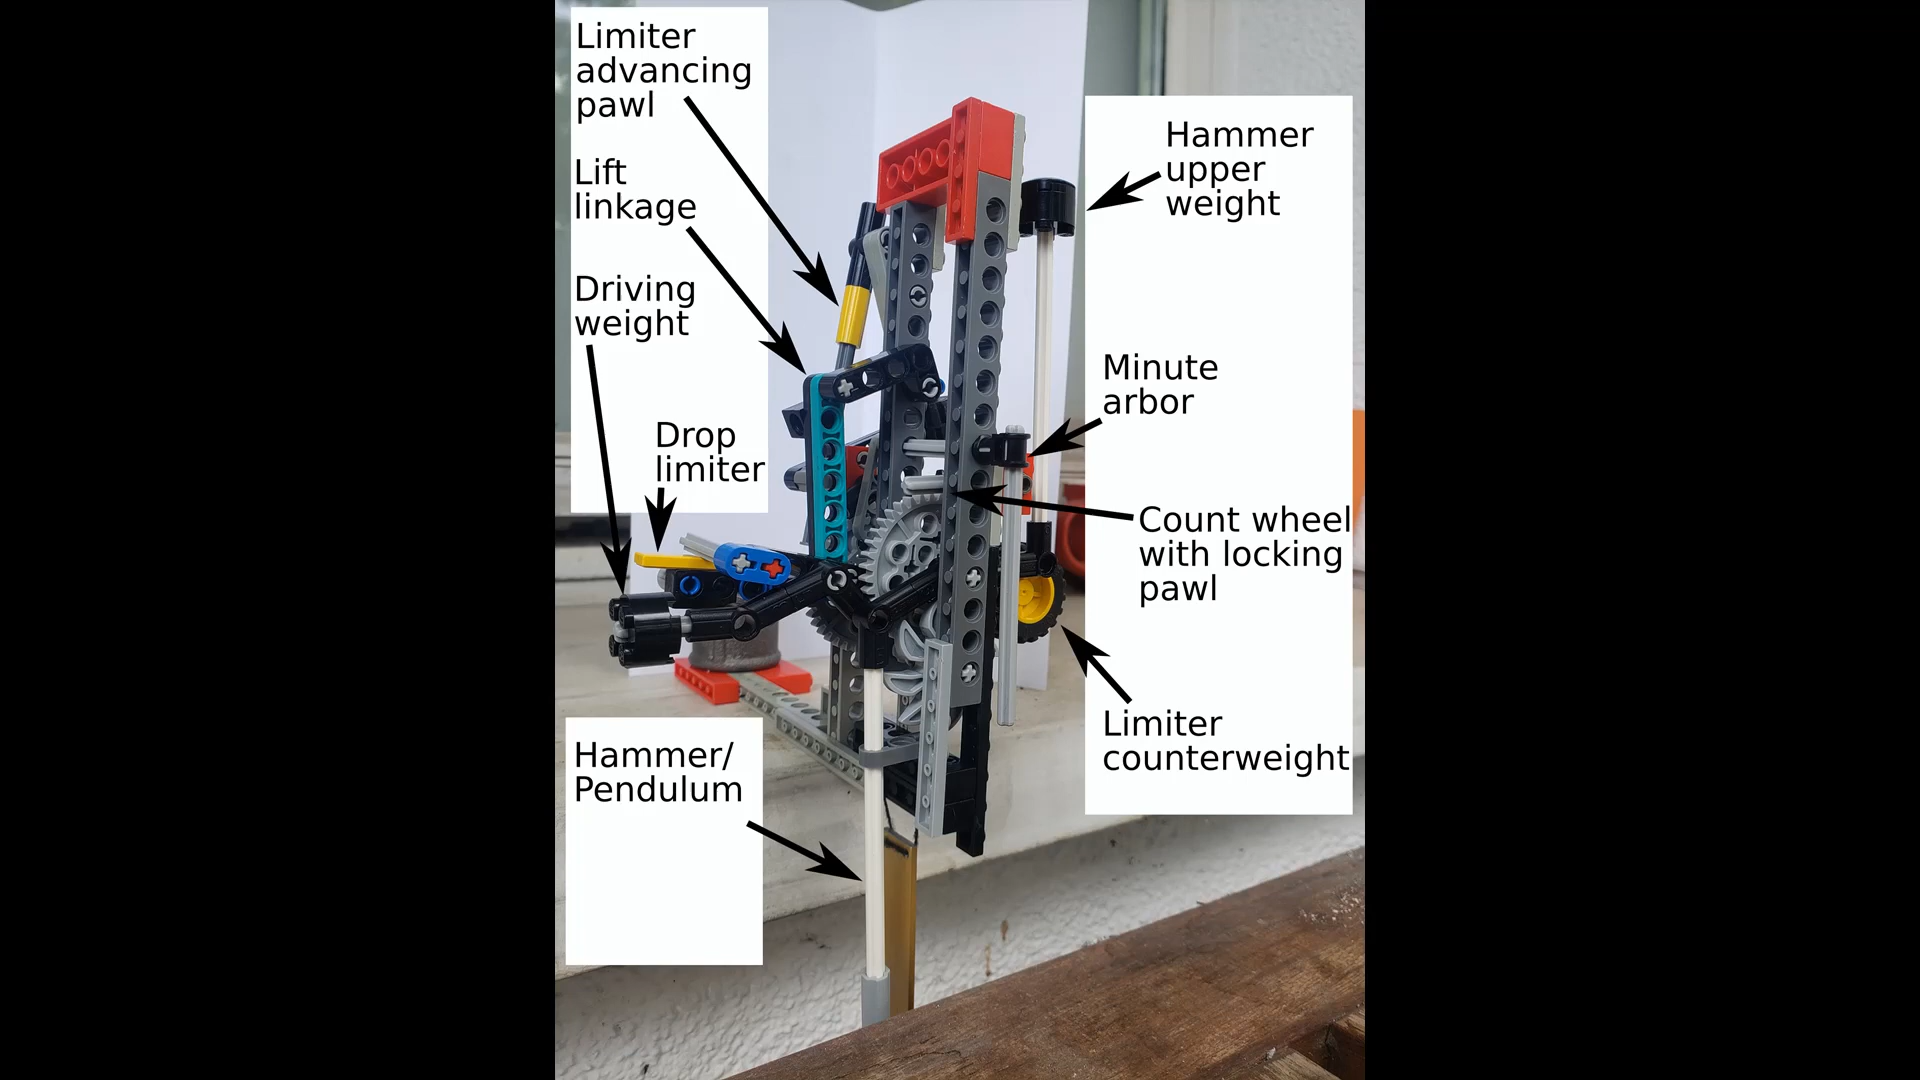 Limiter
advancing
pawl
Lift
linkage
Driving
weight
Drop
limiter
Hammer/
Pendulum
Hammer
upper
weight
Minute
arbor
Count wheel
with locking
pawl
Limiter
counterweight